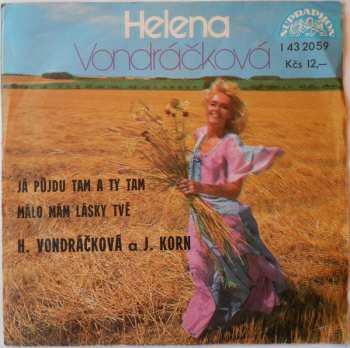 Helena
Vondráčková
SUPRAPHON
1 43 2059
Kčs 12,—
JÁ PŮJDU TAM A TY TAM
MÁLO MÁM LÁSKY TVÉ
H. VONDRÁČKOVÁ a J. KORN